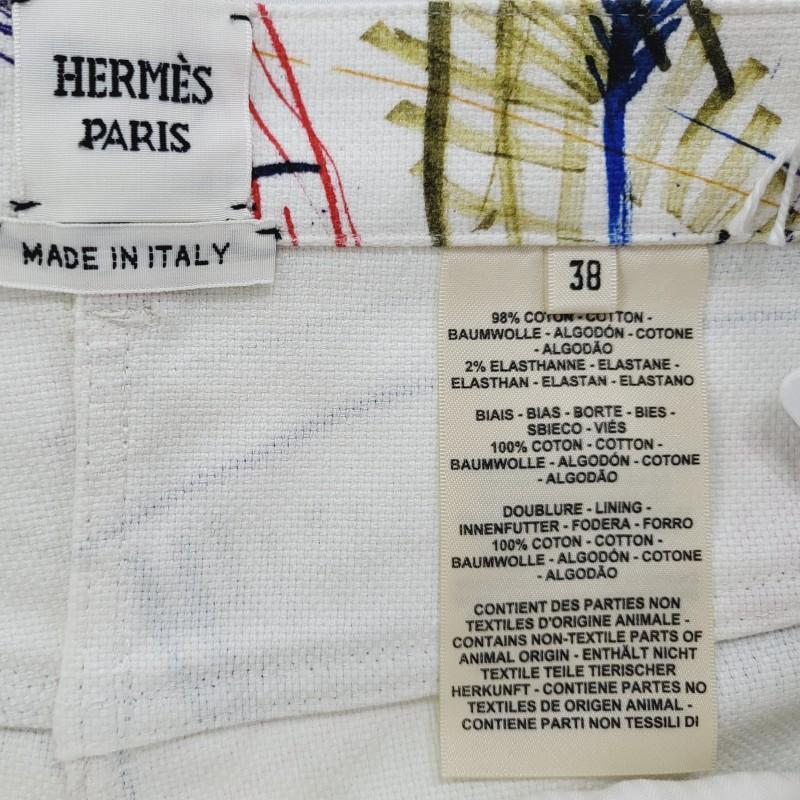 HERMÈS
PARIS
MADE IN ITALY
38
98% COTON - COTTON -
BAUMWOLLE - ALGODÓN - COTONE
- ALGODÃO
2% ELASTHANNE - ELASTANE -
ELASTHAN - ELASTAN - ELASTANO
BIAIS - BIAS - BORTE - BIES -
SBIECO - VIÉS
100% COTON - COTTON -
BAUMWOLLE - ALGODÓN - COTONE
- ALGODÃO
DOUBLURE - LINING -
INNENFUTTER - FODERA - FORRO
100% COTON - COTTON -
BAUMWOLLE - ALGODÓN - COTONE
- ALGODÃO
CONTIENT DES PARTIES NON
TEXTILES D'ORIGINE ANIMALE -
CONTAINS NON-TEXTILE PARTS OF
ANIMAL ORIGIN - ENTHÄLT NICHT
TEXTILE TEILE TIERISCHER
HERKUNFT - CONTIENE PARTES NO
TEXTILES DE ORIGEN ANIMAL -
CONTIENE PARTI NON TESSILI DI